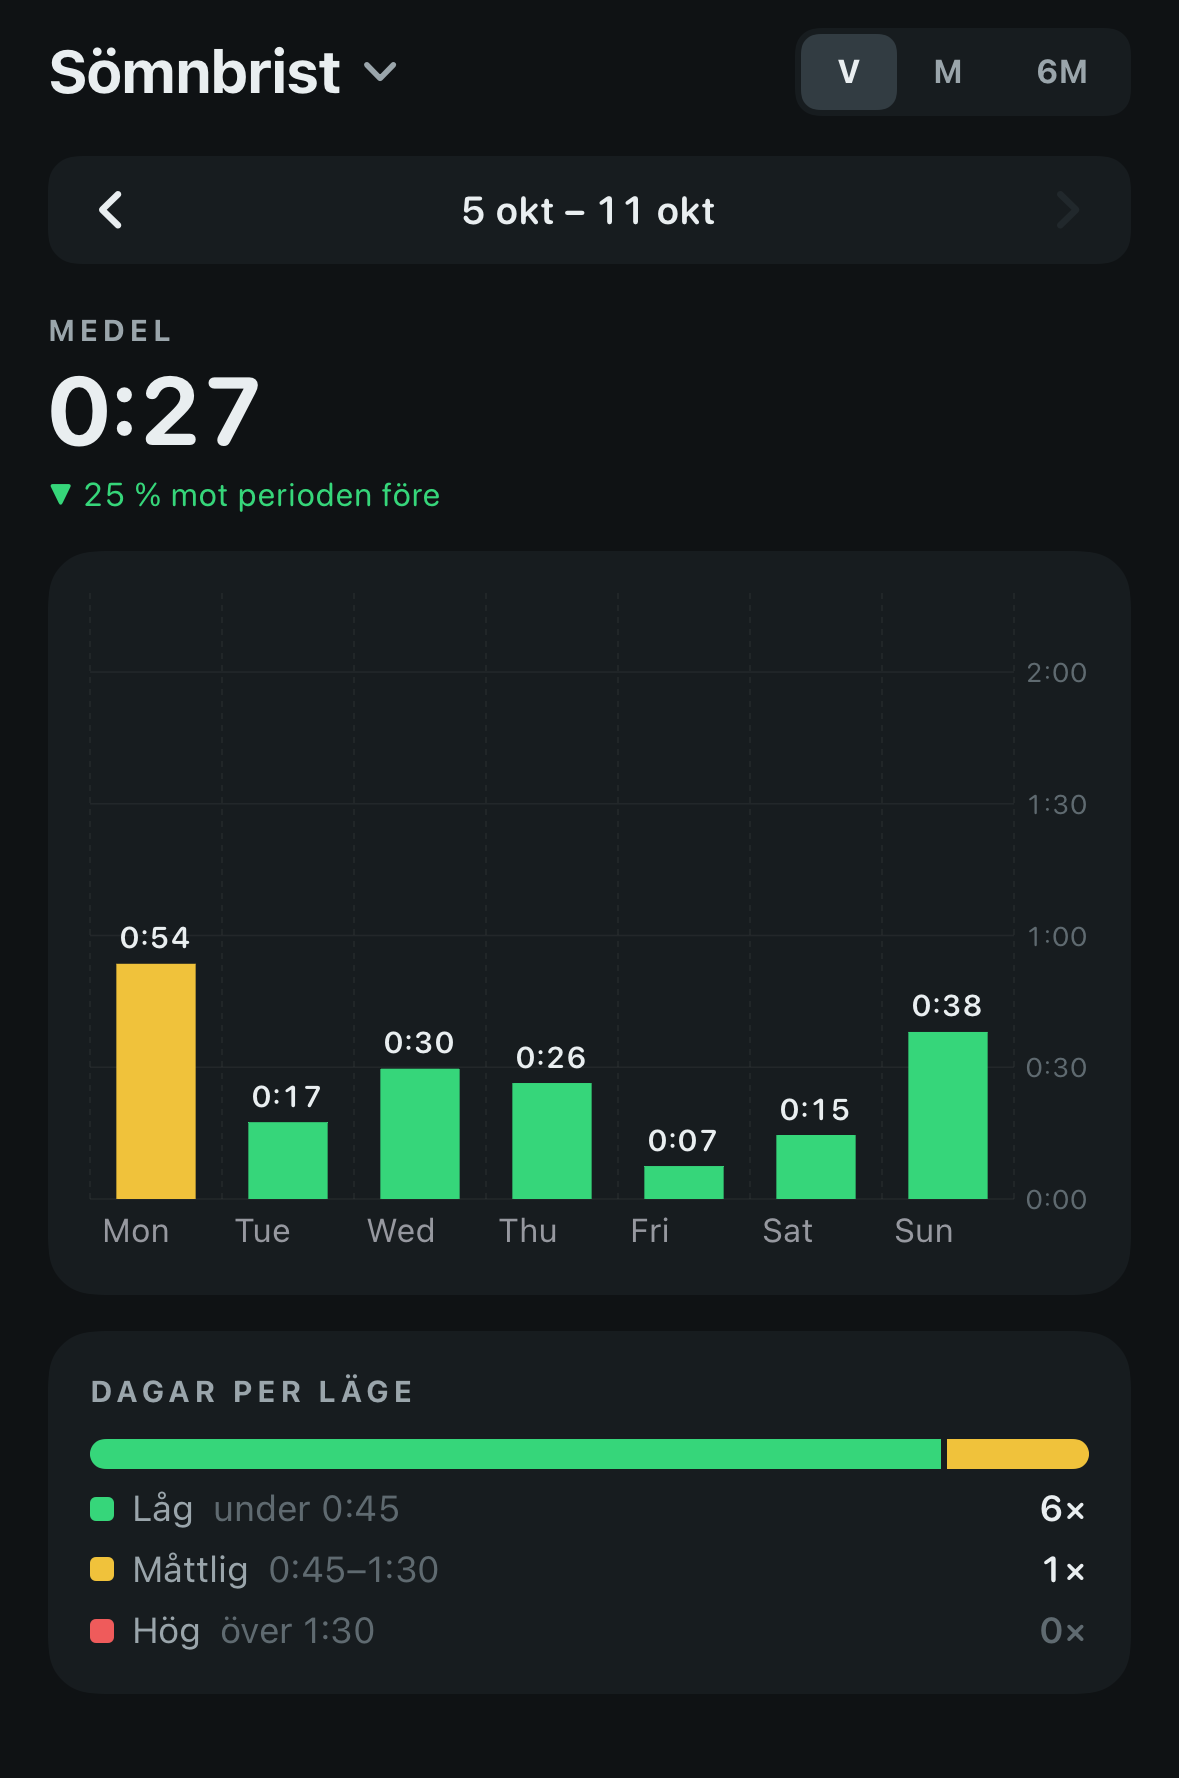 Sömnbrist
V M 6M
5 okt – 11 okt
MEDEL
0:27
▼ 25 % mot perioden före
2:00
1:30
1:00
0:30
0:00
0:54
0:17
0:30
0:26
0:07
0:15
0:38
Mon Tue Wed Thu Fri Sat Sun
DAGAR PER LÄGE
Låg under 0:45 6×
Måttlig 0:45–1:30 1×
Hög över 1:30 0×